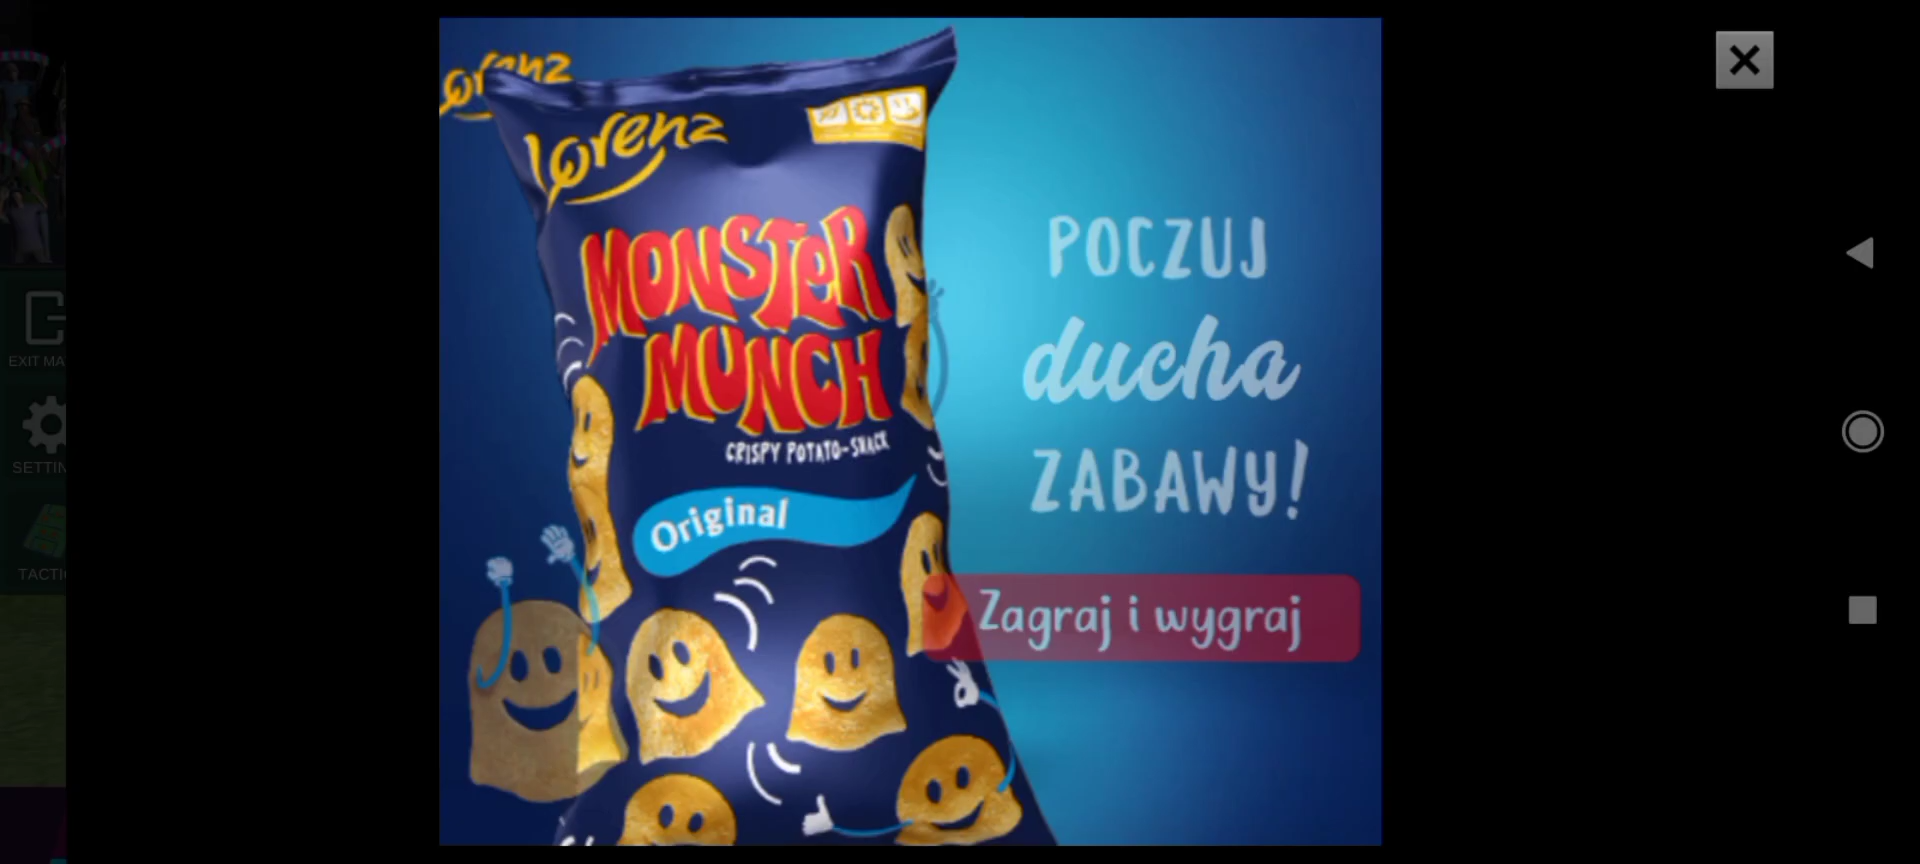 Lorenz
Lorenz
MONSTER
MUNCH
CRISPY POTATO-SNACK
Original
POCZUJ
ducha
ZABAWY!
Zagraj i wygraj
EXIT MA
SETTIN
TACTI